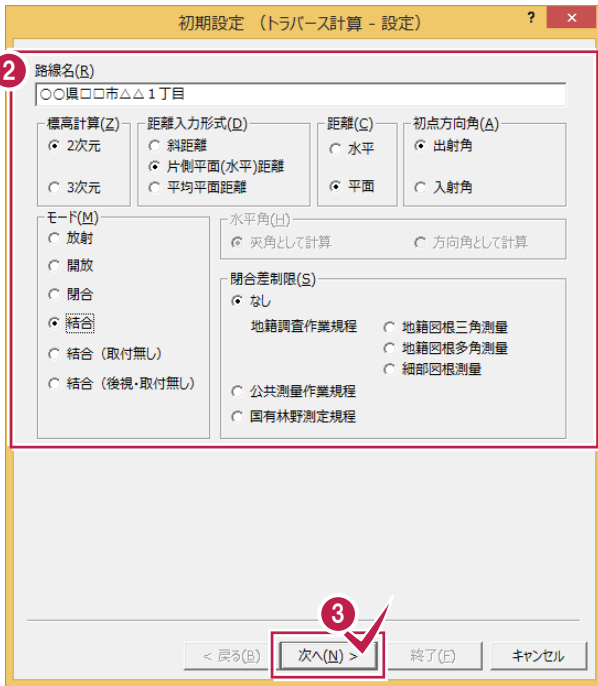 初期設定 （トラバース計算 - 設定）
? ×
2
路線名(R)
○○県□□市△△１丁目
標高計算(Z) 距離入力形式(D) 距離(C) 初点方向角(A)
2次元 斜距離 水平 出射角
片側平面(水平)距離
3次元 平均平面距離 平面 入射角
モード(M)
放射
開放
閉合
結合
結合（取付無し）
結合（後視・取付無し）
水平角(H)
夾角として計算 方向角として計算
閉合差制限(S)
なし
地籍調査作業規程 地籍図根三角測量
地籍図根多角測量
細部図根測量
公共測量作業規程
国有林野測定規程
3
< 戻る(B) 次へ(N) > 終了(F) キャンセル